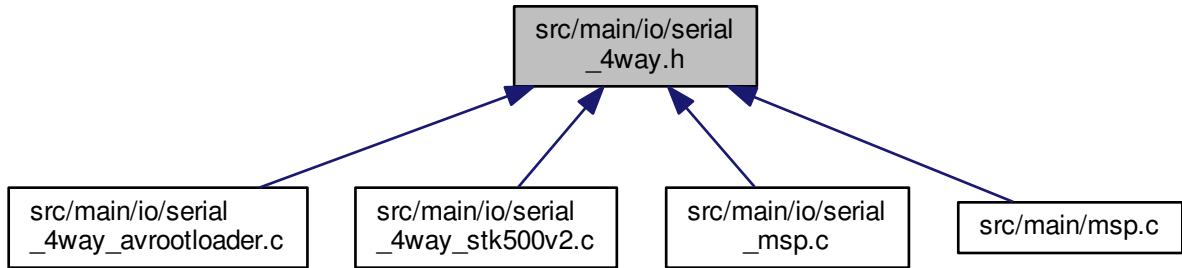 src/main/io/serial
_4way.h
src/main/io/serial
_4way_avrootloader.c
src/main/io/serial
_4way_stk500v2.c
src/main/io/serial
_msp.c
src/main/msp.c